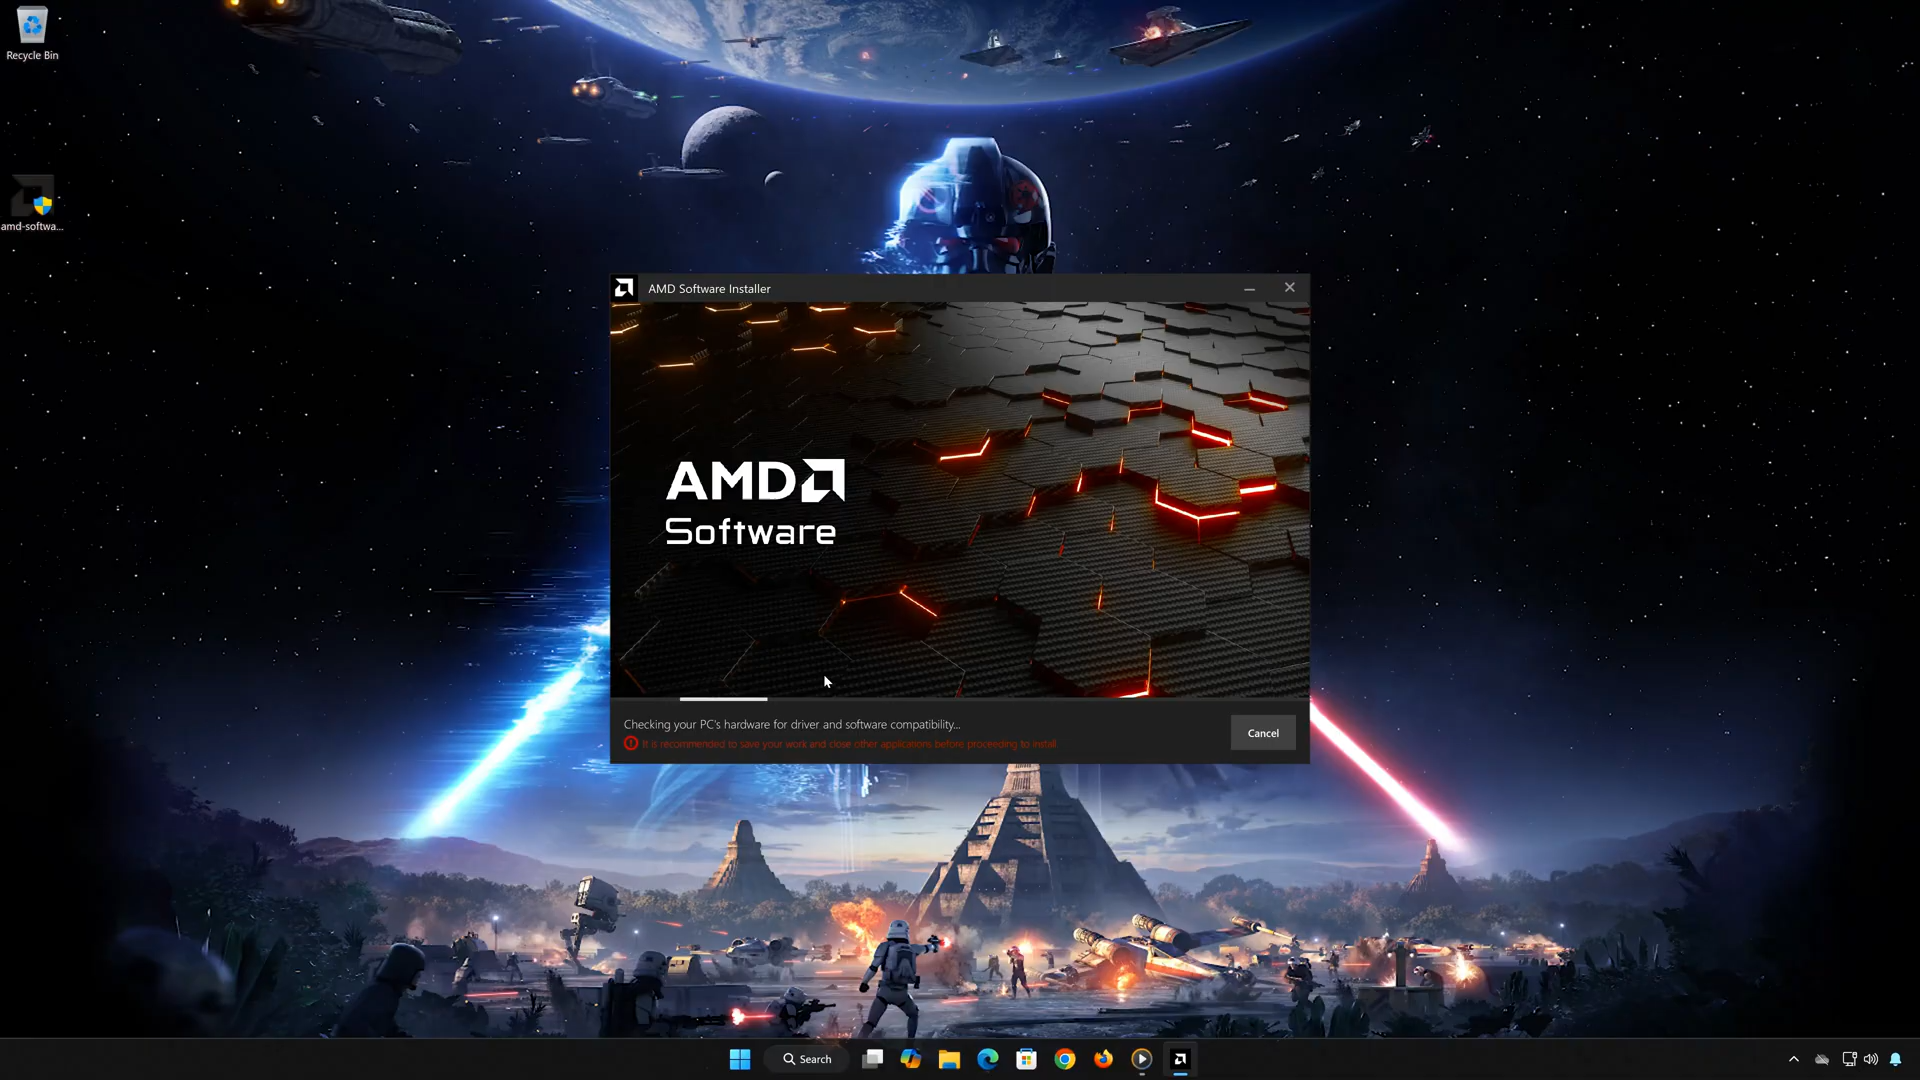 Recycle Bin
amd-softwa...
AMD Software Installer
AMD
Software
Checking your PC's hardware for driver and software compatibility...
It is recommended to save your work and close other applications before proceeding to install.
Cancel
Search